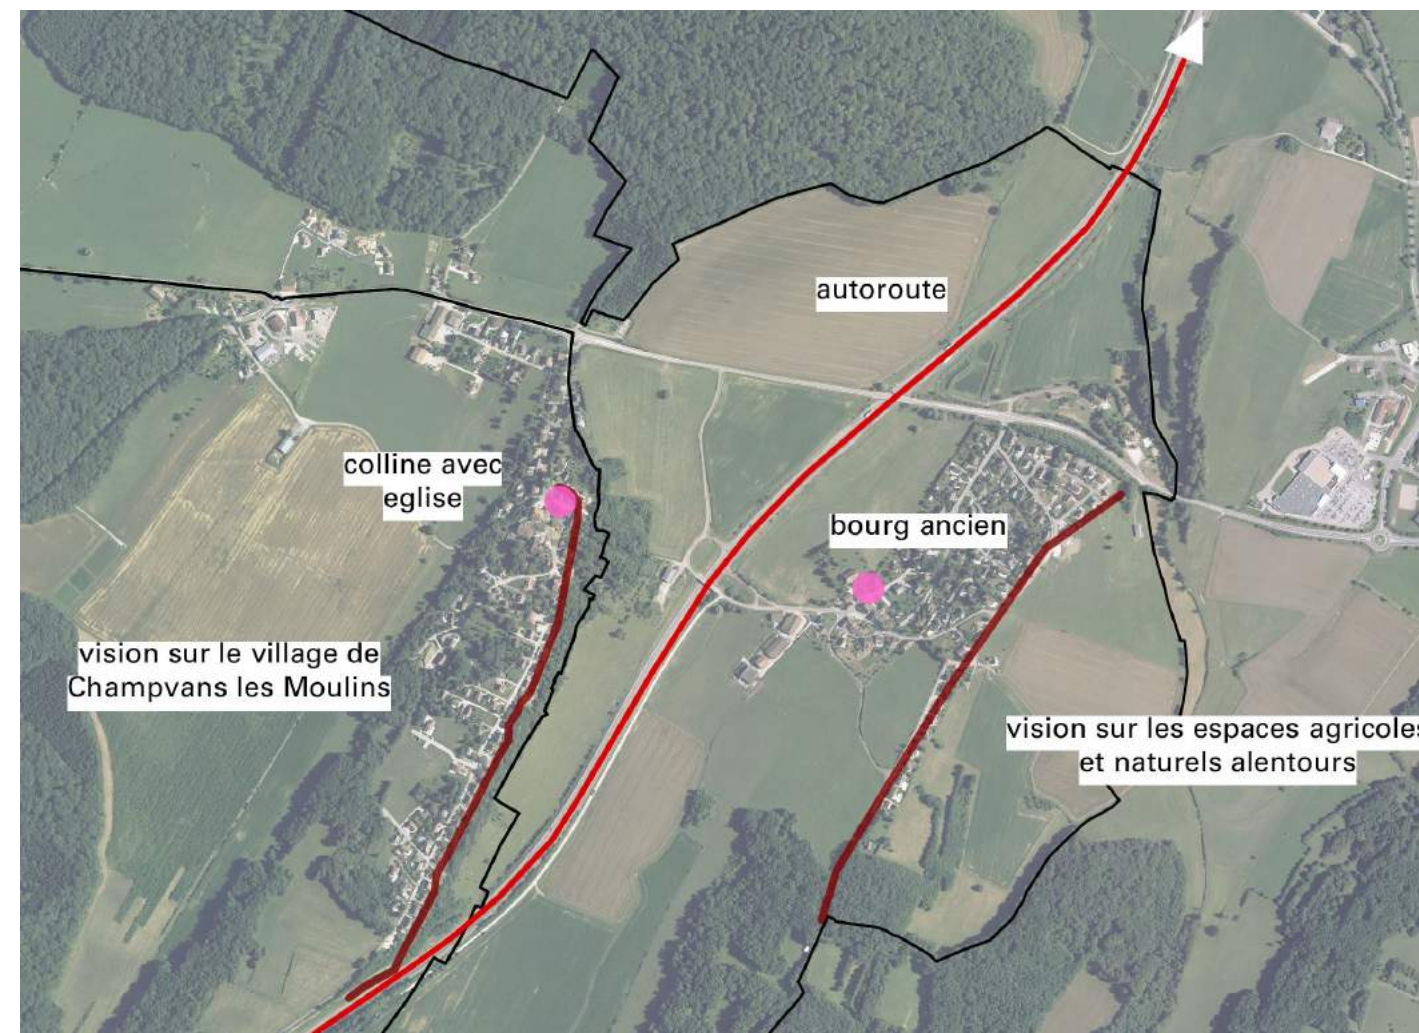 autoroute
colline avec
eglise
bourg ancien
vision sur le village de
Champvans les Moulins
vision sur les espaces agricoles
et naturels alentours